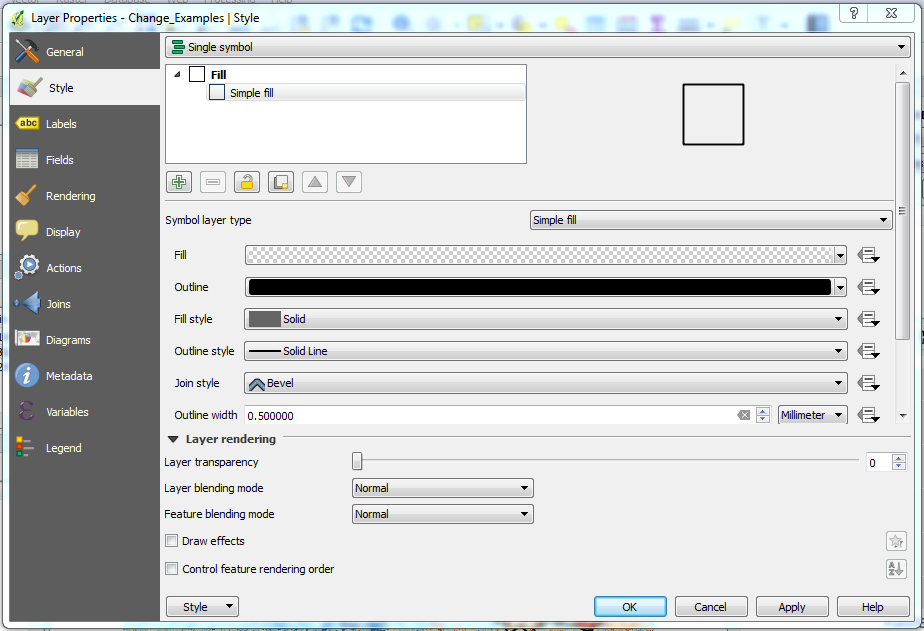 Layer Properties - Change_Examples | Style
?
General
Style
abc Labels
Fields
Rendering
Display
Actions
Joins
Diagrams
Metadata
Variables
Legend
Single symbol
Fill
Simple fill
Symbol layer type
Simple fill
Fill
Outline
Fill style
Solid
Outline style
Solid Line
Join style
Bevel
Outline width
0.500000
Millimeter
Layer rendering
Layer transparency
0
Layer blending mode
Normal
Feature blending mode
Normal
Draw effects
Control feature rendering order
Style
OK
Cancel
Apply
Help